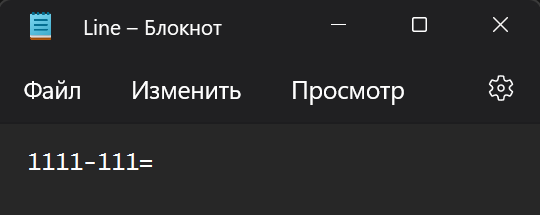 Line – Блокнот
Файл Изменить Просмотр
1111-111=